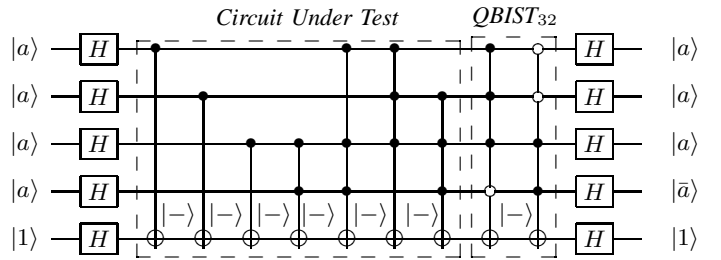 Circuit Under Test QBIST₃₂
|a⟩ H H |a⟩
|a⟩ H H |a⟩
|a⟩ H H |a⟩
|a⟩ H H |ā⟩
|−⟩ |−⟩ |−⟩ |−⟩ |−⟩ |−⟩ |−⟩
|1⟩ H H |1⟩